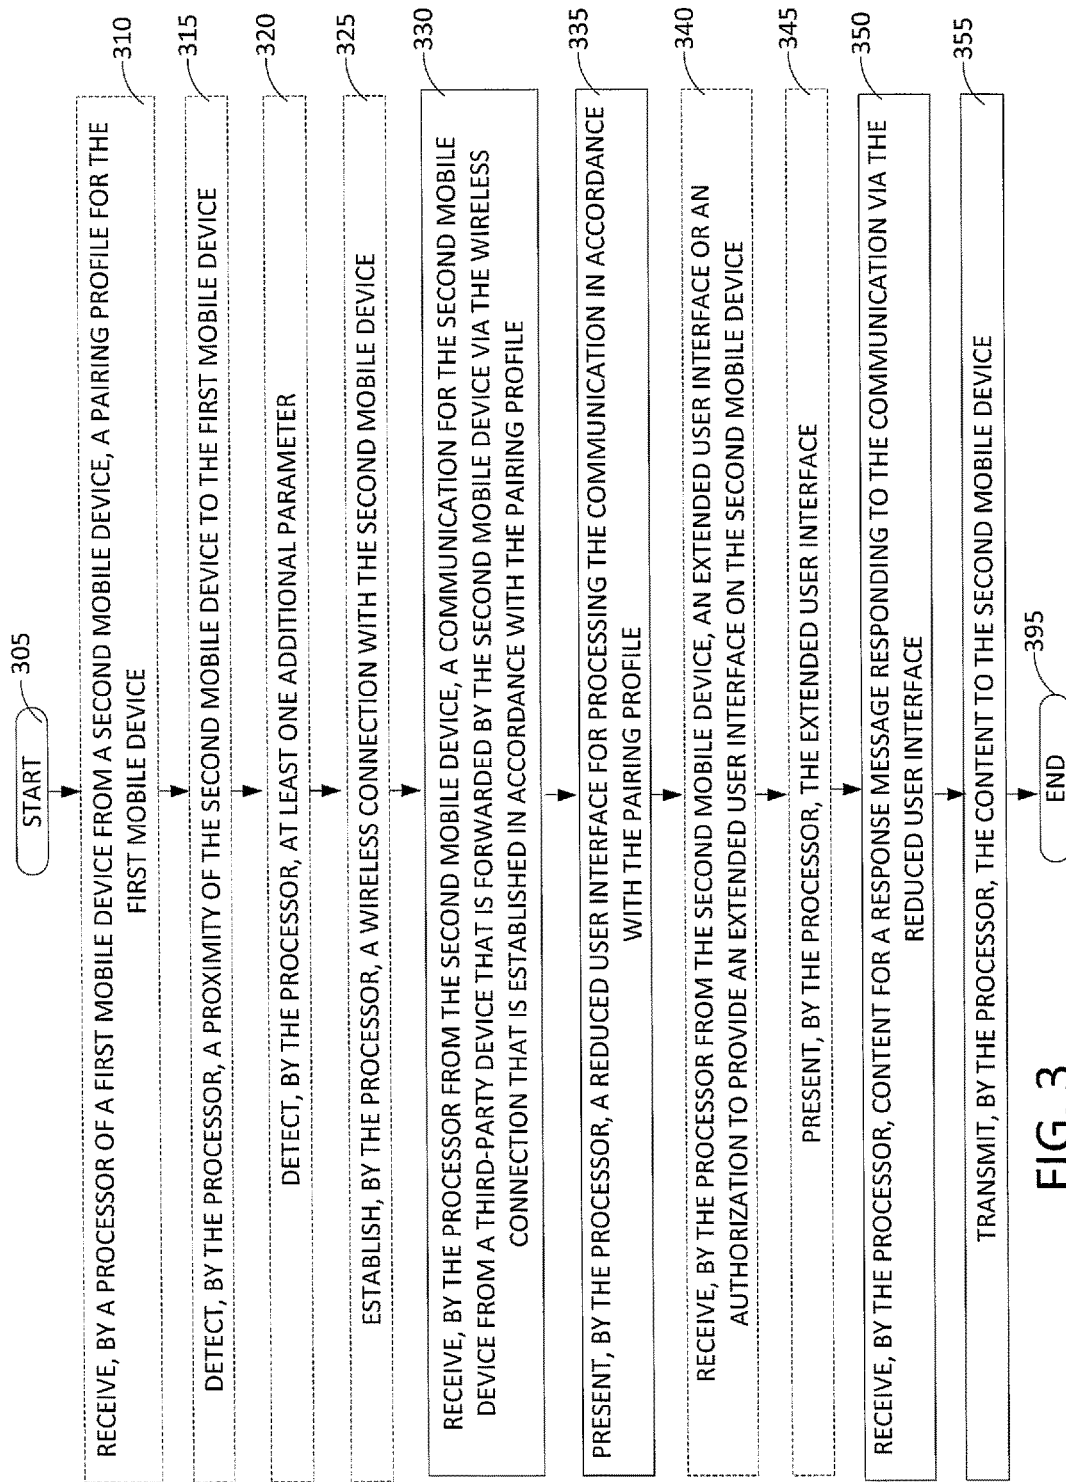 START
305
RECEIVE, BY A PROCESSOR OF A FIRST MOBILE DEVICE FROM A SECOND MOBILE DEVICE, A PAIRING PROFILE FOR THE
FIRST MOBILE DEVICE
310
DETECT, BY THE PROCESSOR, A PROXIMITY OF THE SECOND MOBILE DEVICE TO THE FIRST MOBILE DEVICE
315
DETECT, BY THE PROCESSOR, AT LEAST ONE ADDITIONAL PARAMETER
320
ESTABLISH, BY THE PROCESSOR, A WIRELESS CONNECTION WITH THE SECOND MOBILE DEVICE
325
RECEIVE, BY THE PROCESSOR FROM THE SECOND MOBILE DEVICE, A COMMUNICATION FOR THE SECOND MOBILE
DEVICE FROM A THIRD-PARTY DEVICE THAT IS FORWARDED BY THE SECOND MOBILE DEVICE VIA THE WIRELESS
CONNECTION THAT IS ESTABLISHED IN ACCORDANCE WITH THE PAIRING PROFILE
330
PRESENT, BY THE PROCESSOR, A REDUCED USER INTERFACE FOR PROCESSING THE COMMUNICATION IN ACCORDANCE
WITH THE PAIRING PROFILE
335
RECEIVE, BY THE PROCESSOR FROM THE SECOND MOBILE DEVICE, AN EXTENDED USER INTERFACE OR AN
AUTHORIZATION TO PROVIDE AN EXTENDED USER INTERFACE ON THE SECOND MOBILE DEVICE
340
PRESENT, BY THE PROCESSOR, THE EXTENDED USER INTERFACE
345
RECEIVE, BY THE PROCESSOR, CONTENT FOR A RESPONSE MESSAGE RESPONDING TO THE COMMUNICATION VIA THE
REDUCED USER INTERFACE
350
TRANSMIT, BY THE PROCESSOR, THE CONTENT TO THE SECOND MOBILE DEVICE
355
END
395
FIG. 3